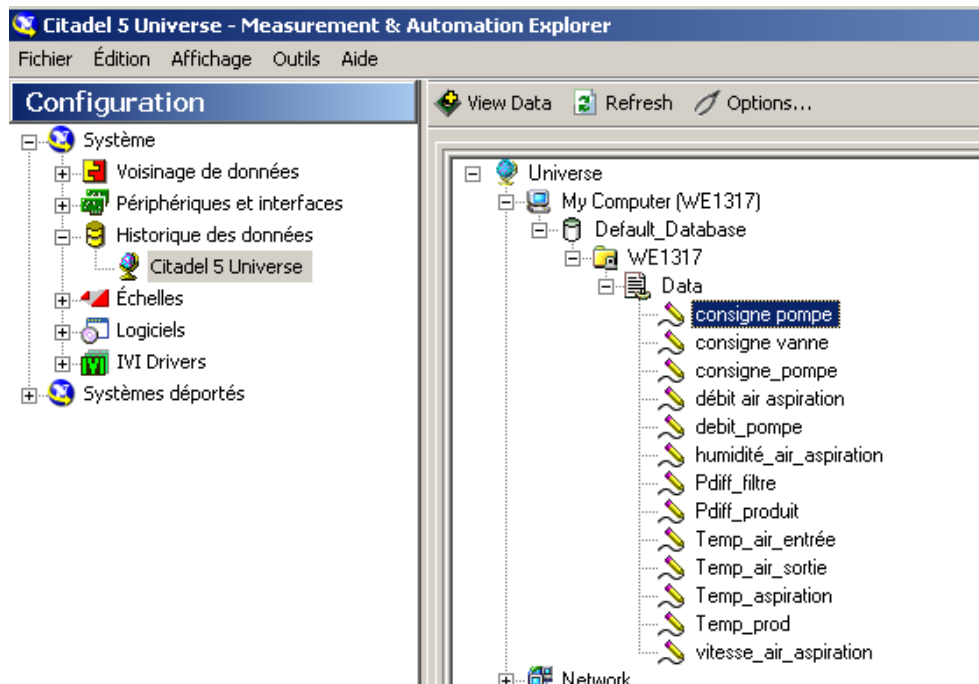 Citadel 5 Universe - Measurement & Automation Explorer
Fichier Édition Affichage Outils Aide
Configuration
Système
Voisinage de données
Périphériques et interfaces
Historique des données
Citadel 5 Universe
Échelles
Logiciels
IVI Drivers
Systèmes déportés
View Data Refresh Options...
Universe
My Computer (WE1317)
Default_Database
WE1317
Data
consigne pompe
consigne vanne
consigne_pompe
débit air aspiration
debit_pompe
humidité_air_aspiration
Pdiff_filtre
Pdiff_produit
Temp_air_entrée
Temp_air_sortie
Temp_aspiration
Temp_prod
vitesse_air_aspiration
Network